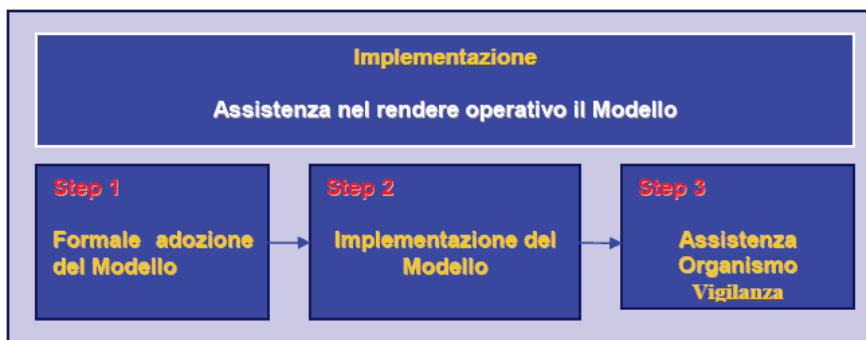 Implementazione
Assistenza nel rendere operativo il Modello
Step 1
Formale adozione
del Modello
Step 2
Implementazione del
Modello
Step 3
Assistenza
Organismo
Vigilanza